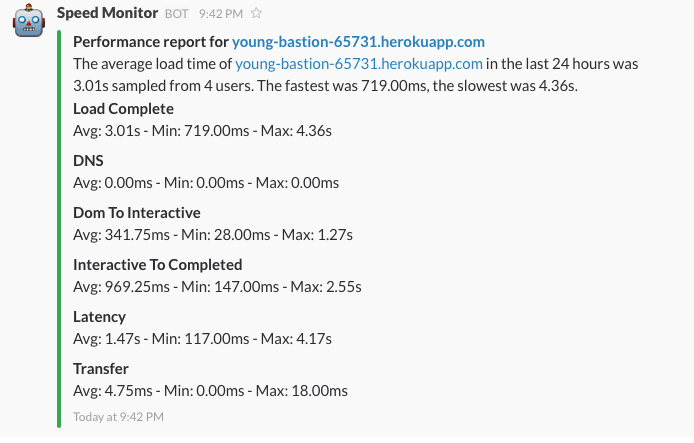 Speed Monitor BOT 9:42 PM
Performance report for young-bastion-65731.herokuapp.com
The average load time of young-bastion-65731.herokuapp.com in the last 24 hours was
3.01s sampled from 4 users. The fastest was 719.00ms, the slowest was 4.36s.
Load Complete
Avg: 3.01s - Min: 719.00ms - Max: 4.36s
DNS
Avg: 0.00ms - Min: 0.00ms - Max: 0.00ms
Dom To Interactive
Avg: 341.75ms - Min: 28.00ms - Max: 1.27s
Interactive To Completed
Avg: 969.25ms - Min: 147.00ms - Max: 2.55s
Latency
Avg: 1.47s - Min: 117.00ms - Max: 4.17s
Transfer
Avg: 4.75ms - Min: 0.00ms - Max: 18.00ms
Today at 9:42 PM